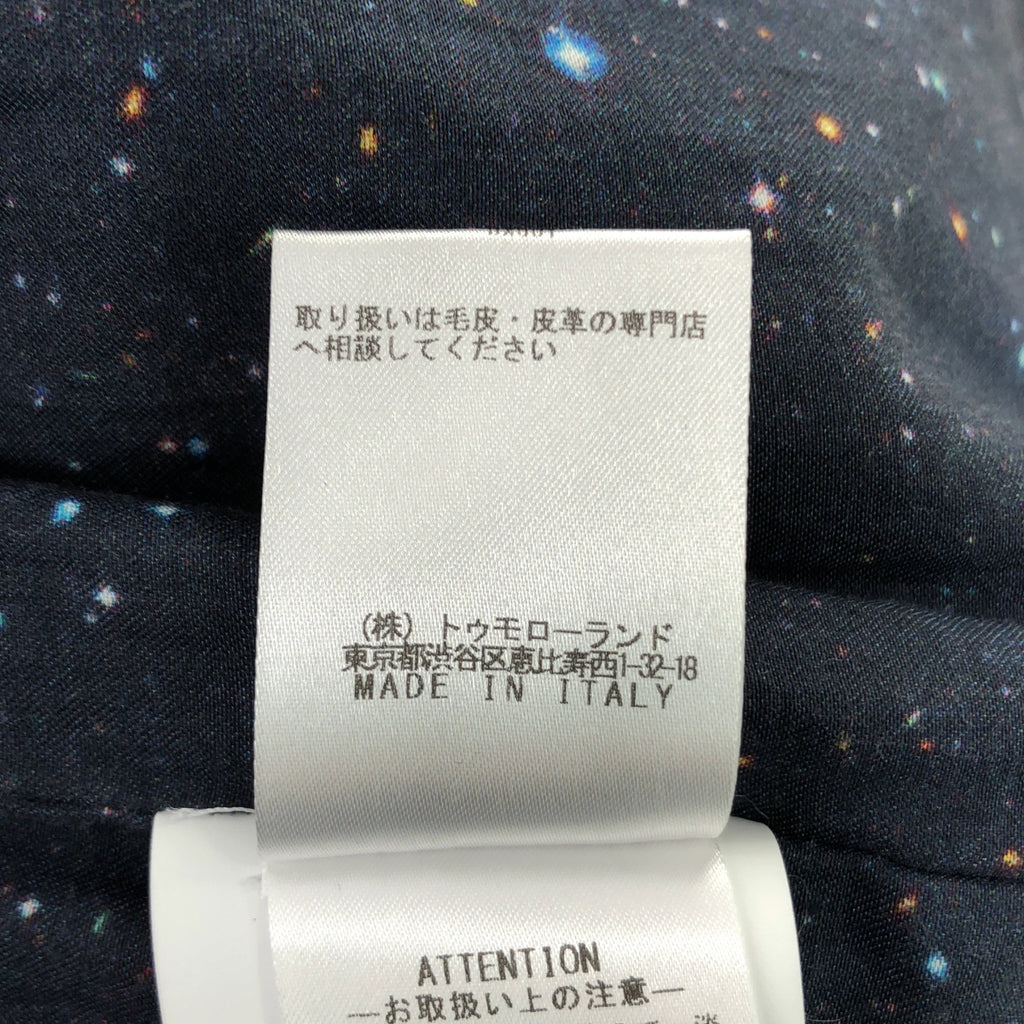 取り扱いは毛皮・皮革の専門店
へ相談してください
(株) トゥモローランド
東京都渋谷区恵比寿西1-32-18
MADE IN ITALY
ATTENTION
―お取扱い上の注意―